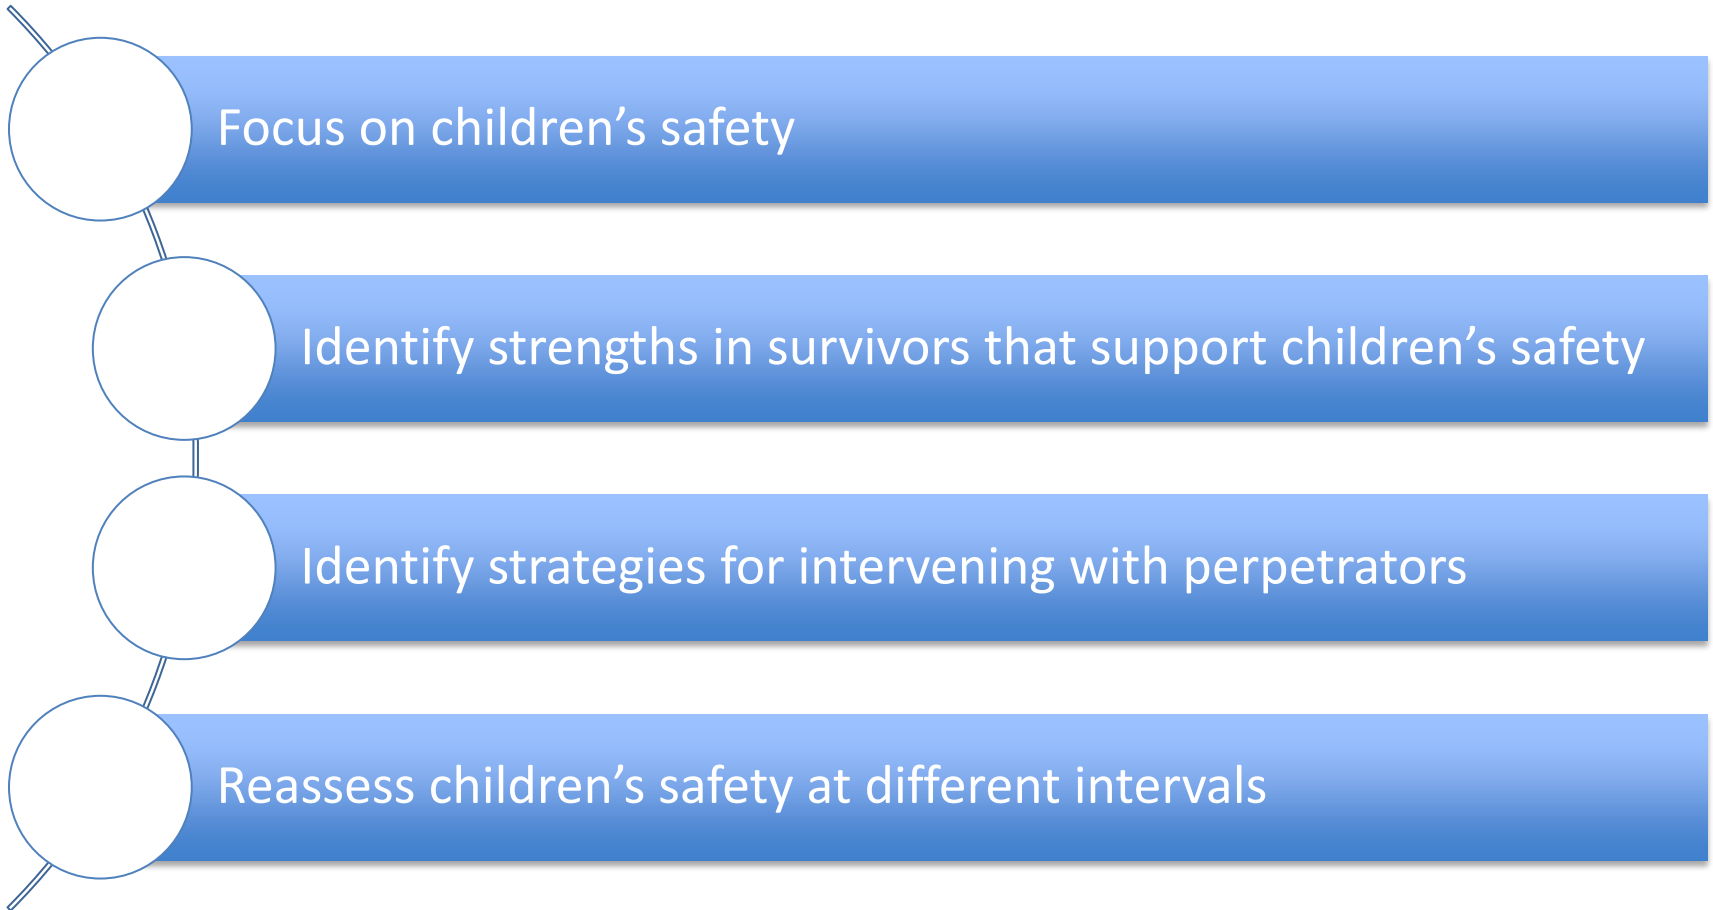 Focus on children’s safety
Identify strengths in survivors that support children’s safety
Identify strategies for intervening with perpetrators
Reassess children’s safety at different intervals